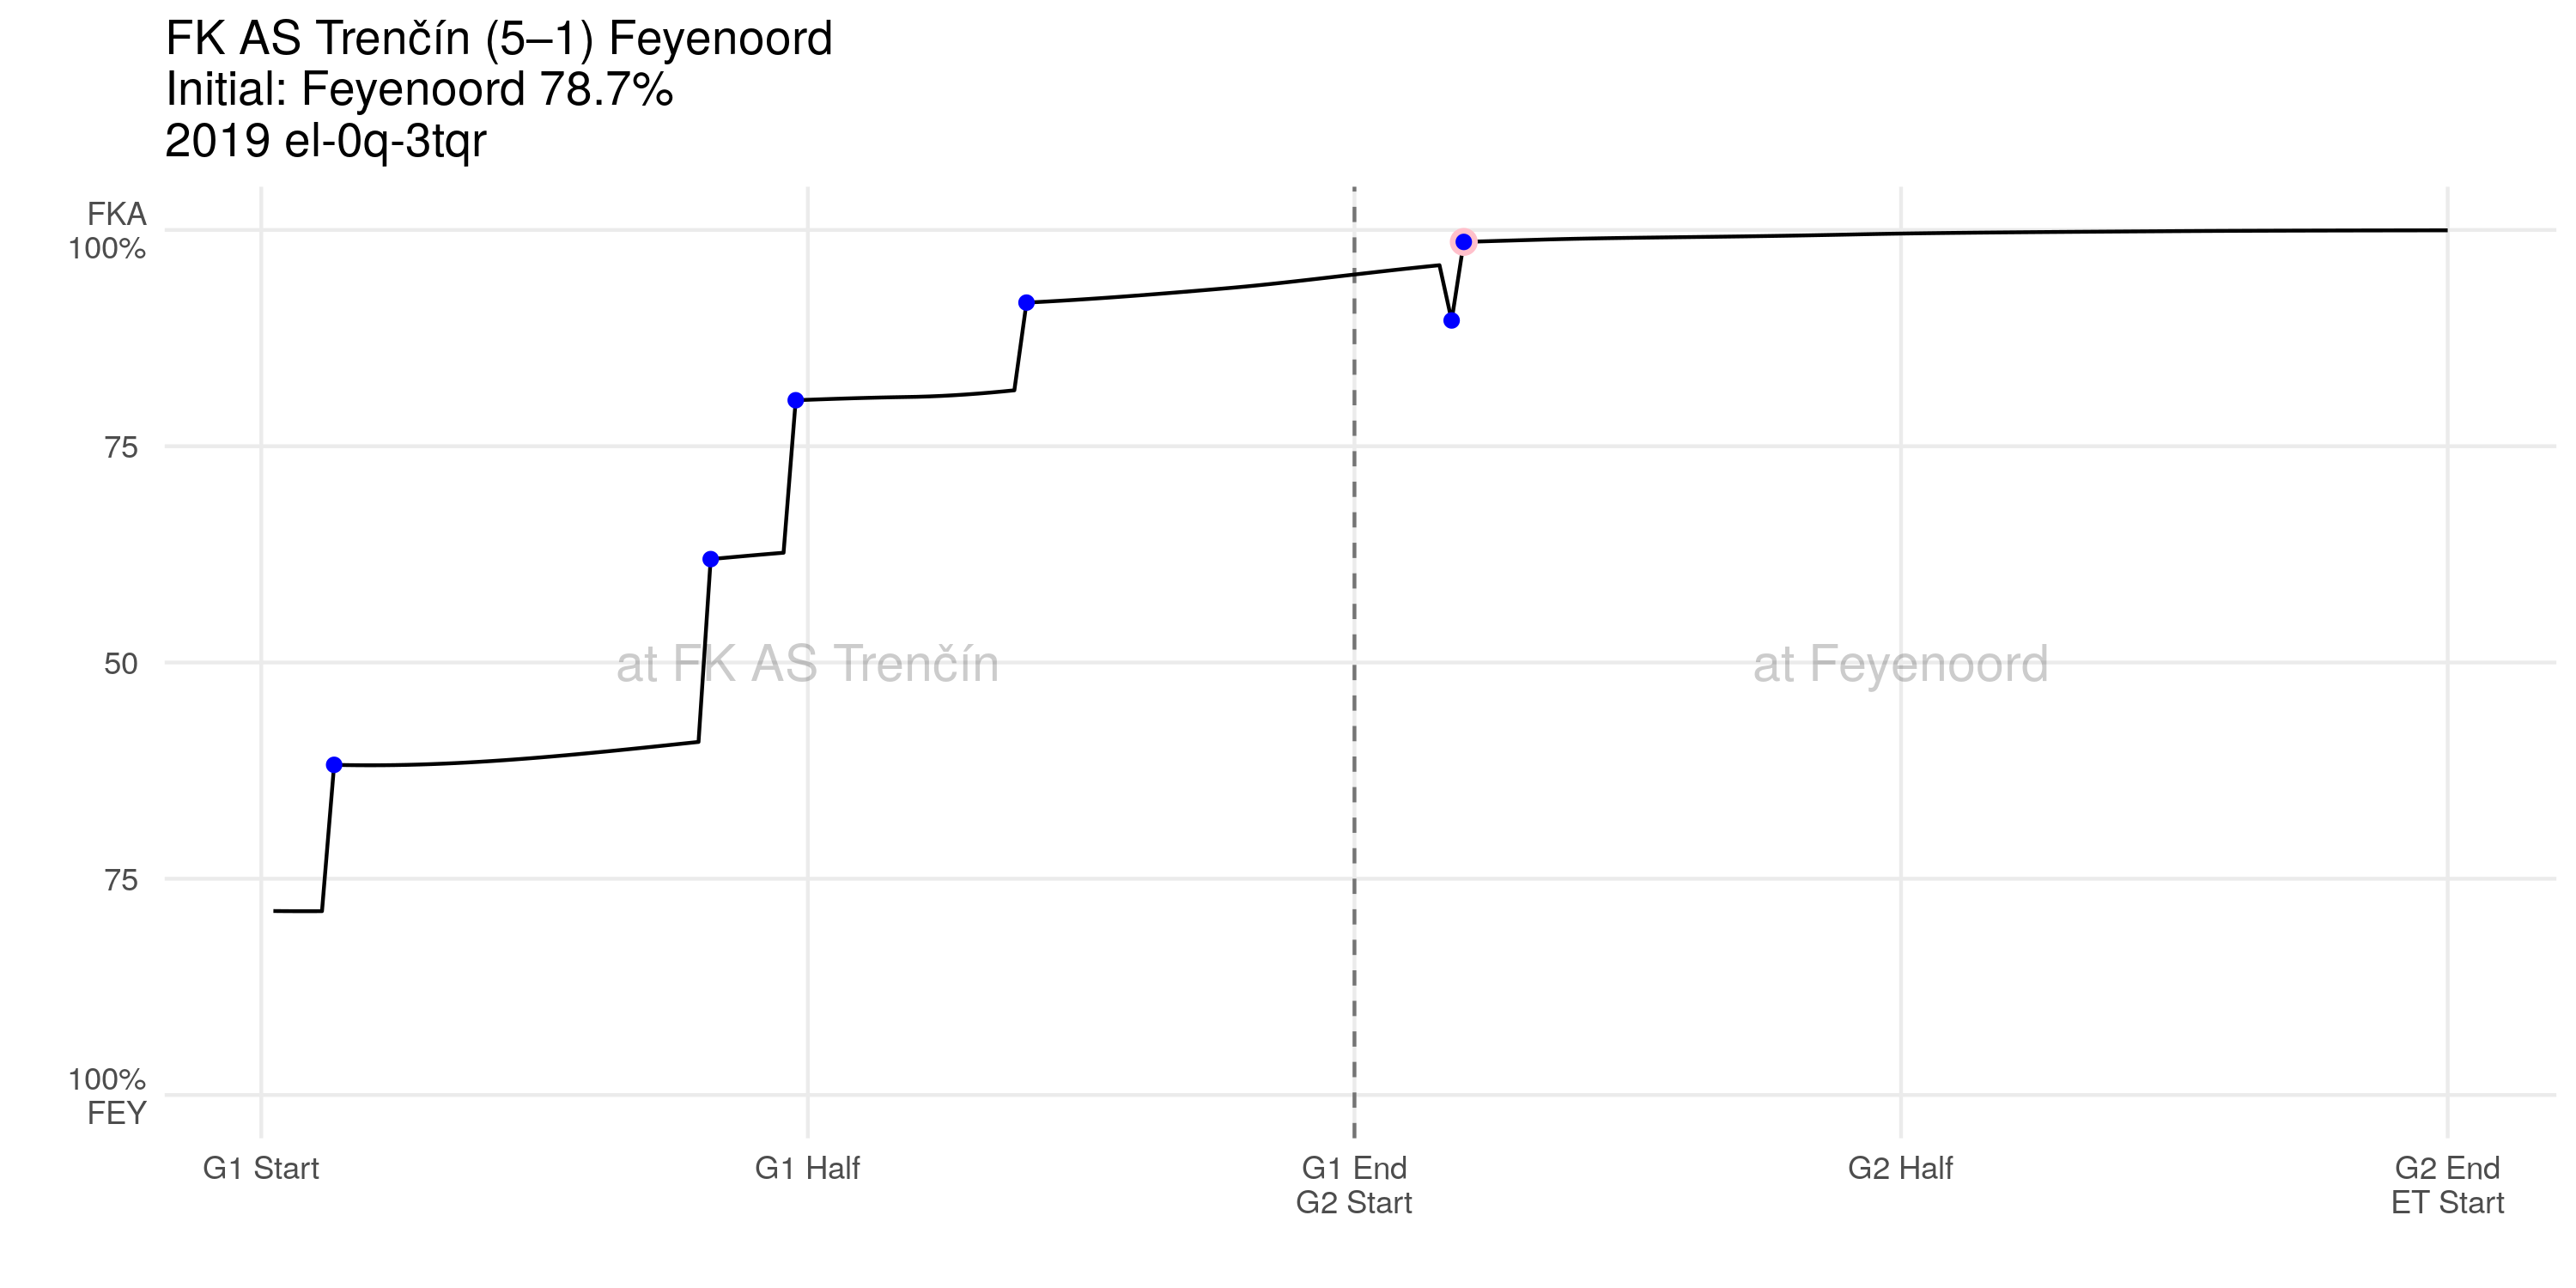 FK AS Trenčín (5–1) Feyenoord
Initial: Feyenoord 78.7%
2019 el-0q-3tqr
FKA
100%
75
50
75
100%
FEY
at FK AS Trenčín
at Feyenoord
G1 Start
G1 Half
G1 End
G2 Start
G2 Half
G2 End
ET Start